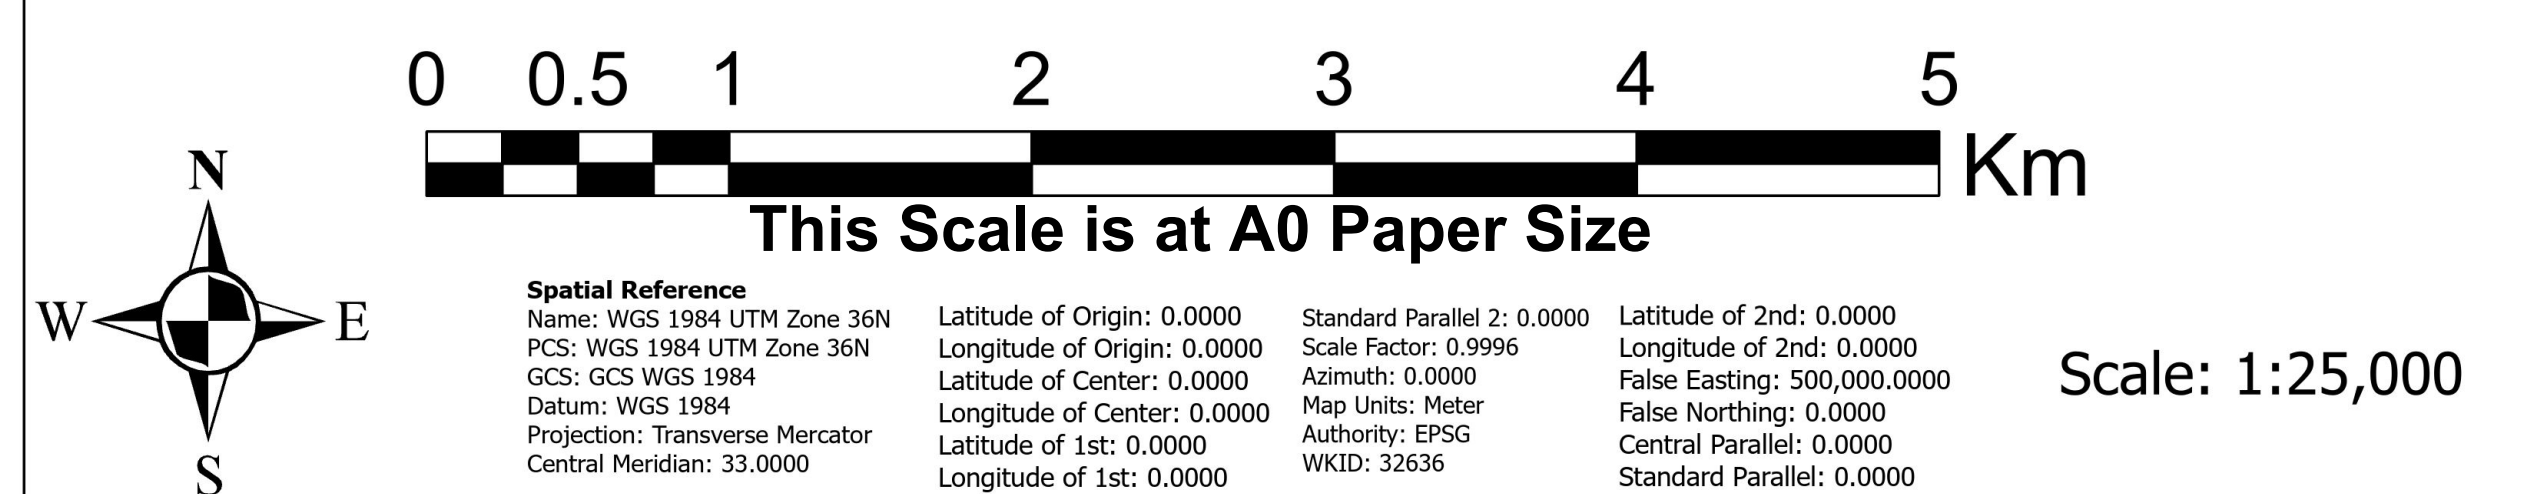 0 0.5 1 2 3 4 5
Km
This Scale is at A0 Paper Size
N
W E
S
Spatial Reference
Name: WGS 1984 UTM Zone 36N
PCS: WGS 1984 UTM Zone 36N
GCS: GCS WGS 1984
Datum: WGS 1984
Projection: Transverse Mercator
Central Meridian: 33.0000
Latitude of Origin: 0.0000
Longitude of Origin: 0.0000
Latitude of Center: 0.0000
Longitude of Center: 0.0000
Latitude of 1st: 0.0000
Longitude of 1st: 0.0000
Standard Parallel 2: 0.0000
Scale Factor: 0.9996
Azimuth: 0.0000
Map Units: Meter
Authority: EPSG
WKID: 32636
Latitude of 2nd: 0.0000
Longitude of 2nd: 0.0000
False Easting: 500,000.0000
False Northing: 0.0000
Central Parallel: 0.0000
Standard Parallel: 0.0000
Scale: 1:25,000